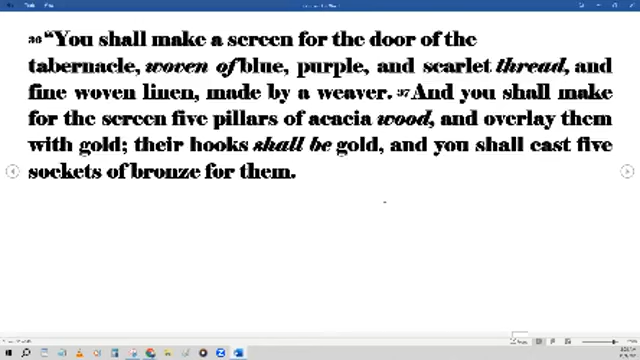 36 “You shall make a screen for the door of the
tabernacle, woven of blue, purple, and scarlet thread, and
fine woven linen, made by a weaver. 37 And you shall make
for the screen five pillars of acacia wood, and overlay them
with gold; their hooks shall be gold, and you shall cast five
sockets of bronze for them.